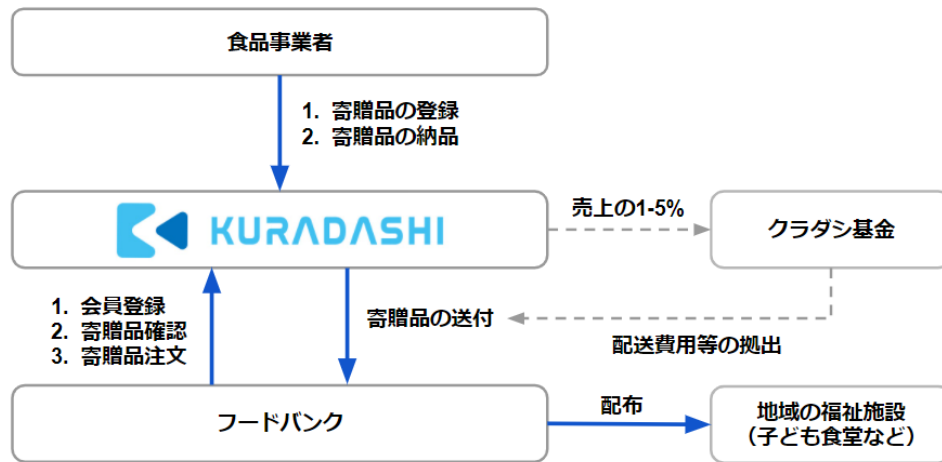 食品事業者
1. 寄贈品の登録
2. 寄贈品の納品
KURADASHI
売上の1-5%
クラダシ基金
1. 会員登録
2. 寄贈品確認
3. 寄贈品注文
寄贈品の送付
配送費用等の拠出
フードバンク
配布
地域の福祉施設
（子ども食堂など）